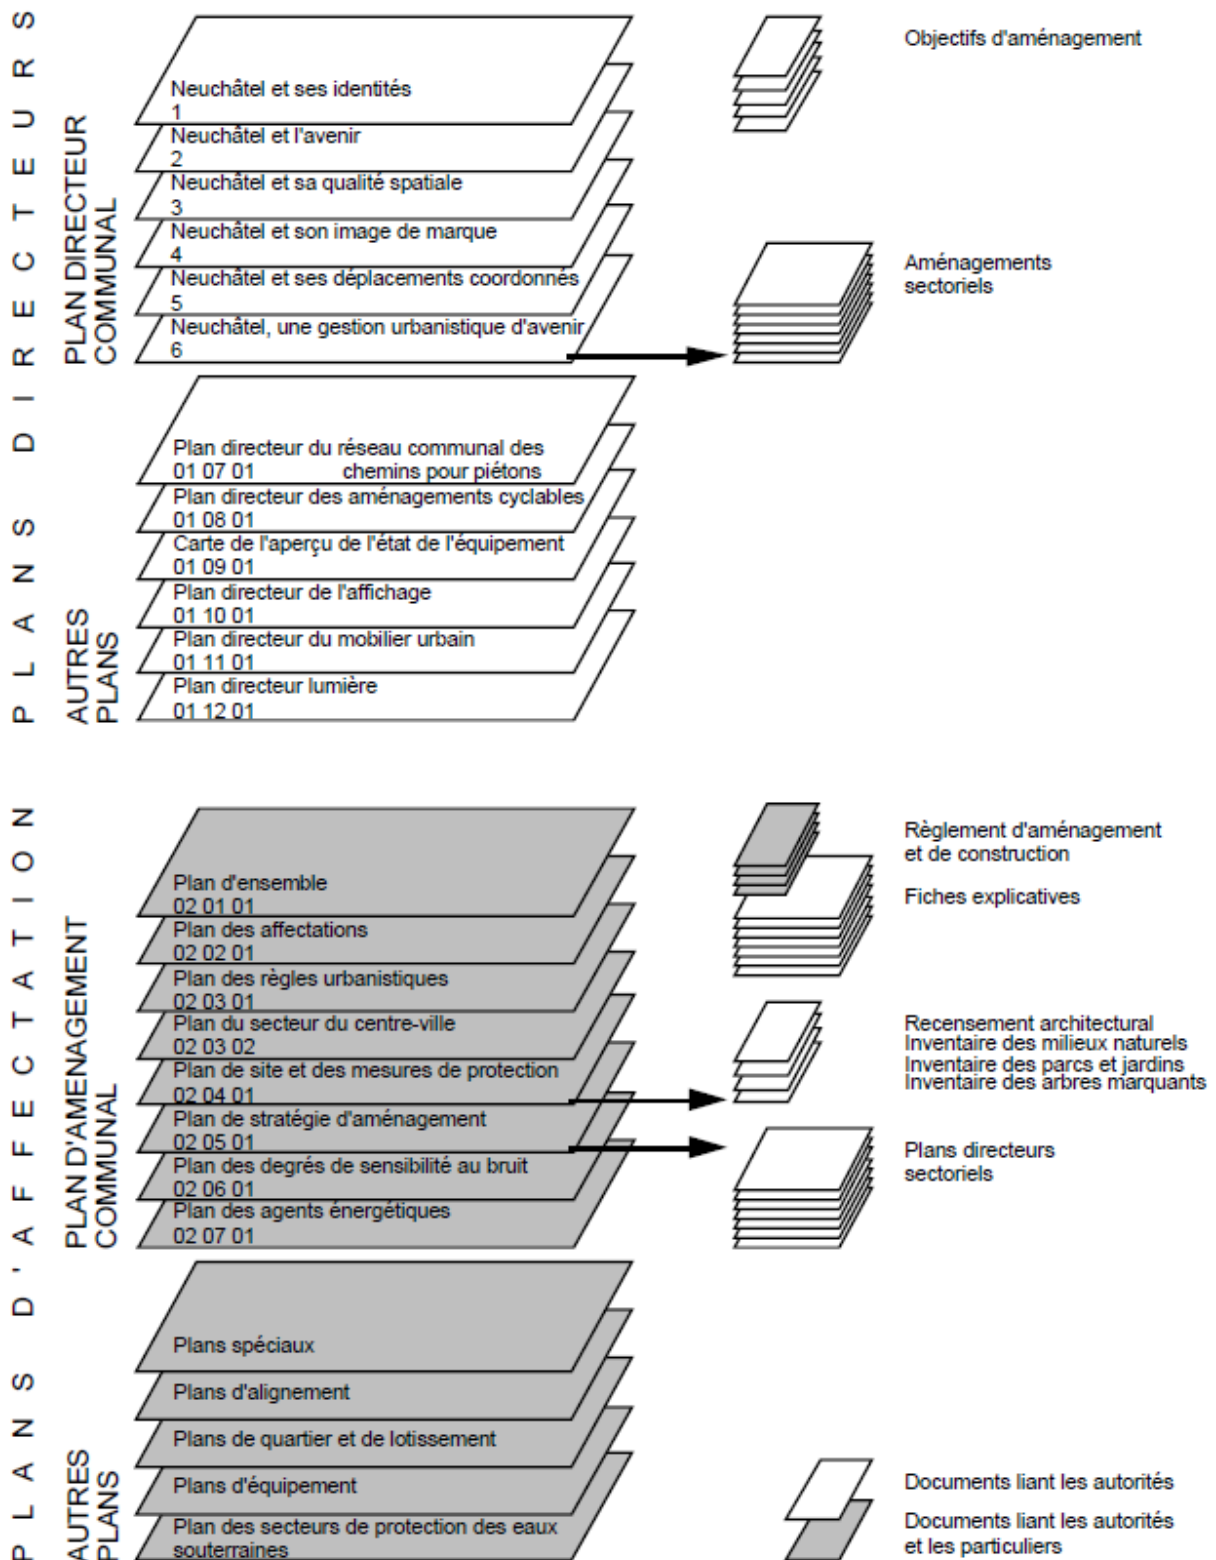 PLANS DIRECTEURS
PLAN DIRECTEUR
COMMUNAL
Neuchâtel et ses identités
1
Neuchâtel et l'avenir
2
Neuchâtel et sa qualité spatiale
3
Neuchâtel et son image de marque
4
Neuchâtel et ses déplacements coordonnés
5
Neuchâtel, une gestion urbanistique d'avenir
6
Objectifs d'aménagement
Aménagements
sectoriels
AUTRES
PLANS
Plan directeur du réseau communal des
01 07 01 chemins pour piétons
Plan directeur des aménagements cyclables
01 08 01
Carte de l'aperçu de l'état de l'équipement
01 09 01
Plan directeur de l'affichage
01 10 01
Plan directeur du mobilier urbain
01 11 01
Plan directeur lumière
01 12 01
PLANS D'AFFECTATION
PLAN D'AMENAGEMENT
COMMUNAL
Plan d'ensemble
02 01 01
Plan des affectations
02 02 01
Plan des règles urbanistiques
02 03 01
Plan du secteur du centre-ville
02 03 02
Plan de site et des mesures de protection
02 04 01
Plan de stratégie d'aménagement
02 05 01
Plan des degrés de sensibilité au bruit
02 06 01
Plan des agents énergétiques
02 07 01
Règlement d'aménagement
et de construction
Fiches explicatives
Recensement architectural
Inventaire des milieux naturels
Inventaire des parcs et jardins
Inventaire des arbres marquants
Plans directeurs
sectoriels
AUTRES
PLANS
Plans spéciaux
Plans d'alignement
Plans de quartier et de lotissement
Plans d'équipement
Plan des secteurs de protection des eaux
souterraines
Documents liant les autorités
Documents liant les autorités
et les particuliers